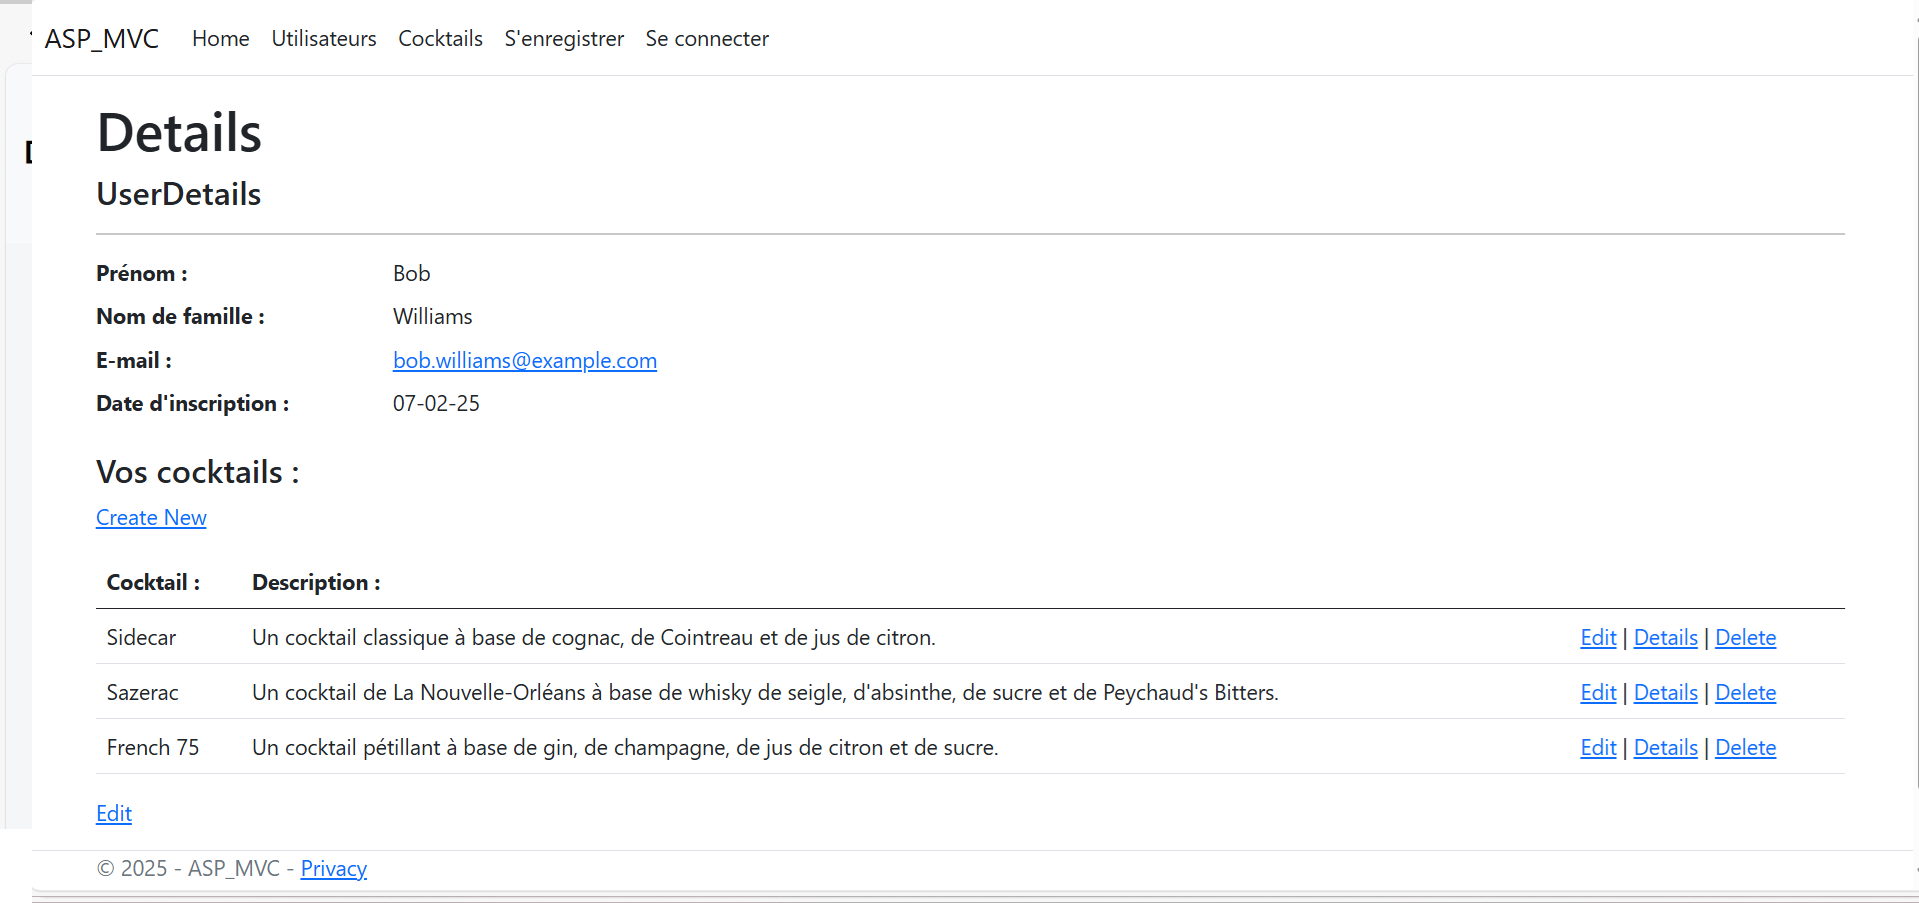 ASP_MVC Home Utilisateurs Cocktails S'enregistrer Se connecter
Details
UserDetails
Prénom : Bob
Nom de famille : Williams
E-mail : bob.williams@example.com
Date d'inscription : 07-02-25
Vos cocktails :
Create New
Cocktail : Description :
Sidecar Un cocktail classique à base de cognac, de Cointreau et de jus de citron. Edit | Details | Delete
Sazerac Un cocktail de La Nouvelle-Orléans à base de whisky de seigle, d'absinthe, de sucre et de Peychaud's Bitters. Edit | Details | Delete
French 75 Un cocktail pétillant à base de gin, de champagne, de jus de citron et de sucre. Edit | Details | Delete
Edit
© 2025 - ASP_MVC - Privacy